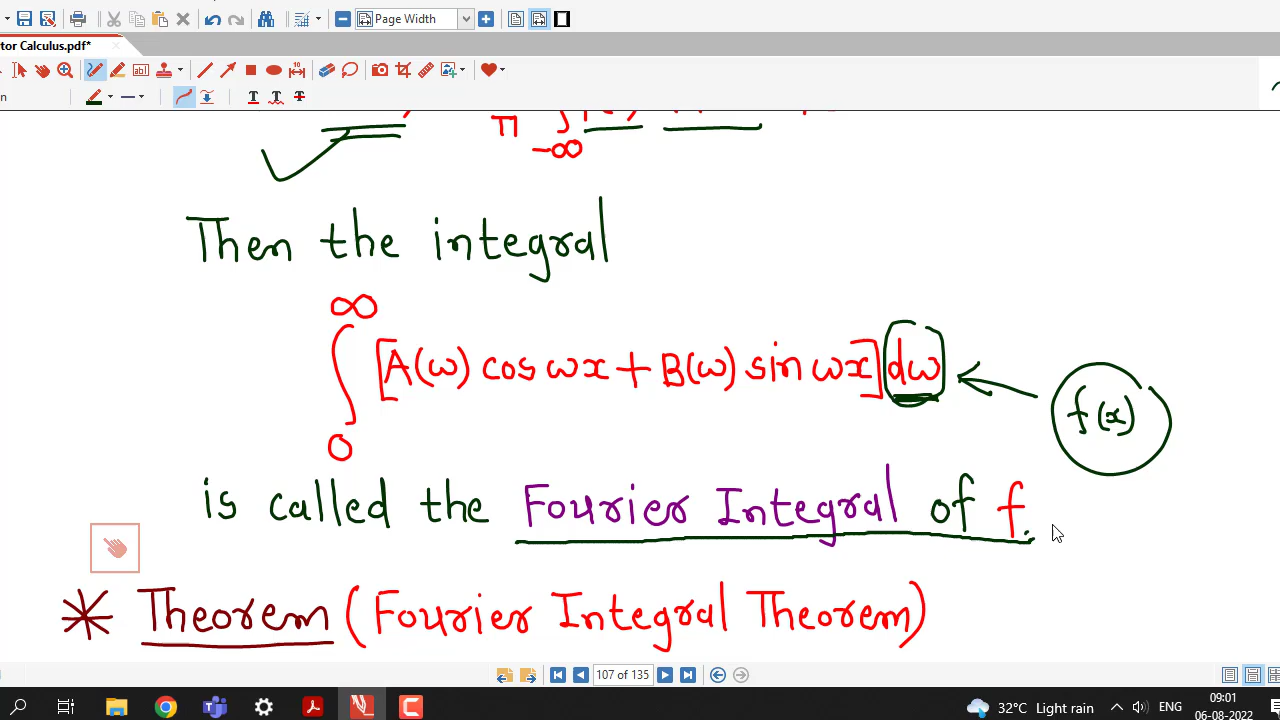 Page Width
tor Calculus.pdf*
π ∫
-∞
Then the integral
∞
∫ [A(ω) cos ωx + B(ω) sin ωx] dω
0
f(x)
is called the Fourier Integral of f.
* Theorem (Fourier Integral Theorem)
107 of 135
32°C Light rain
ENG
09:01
06-08-2022